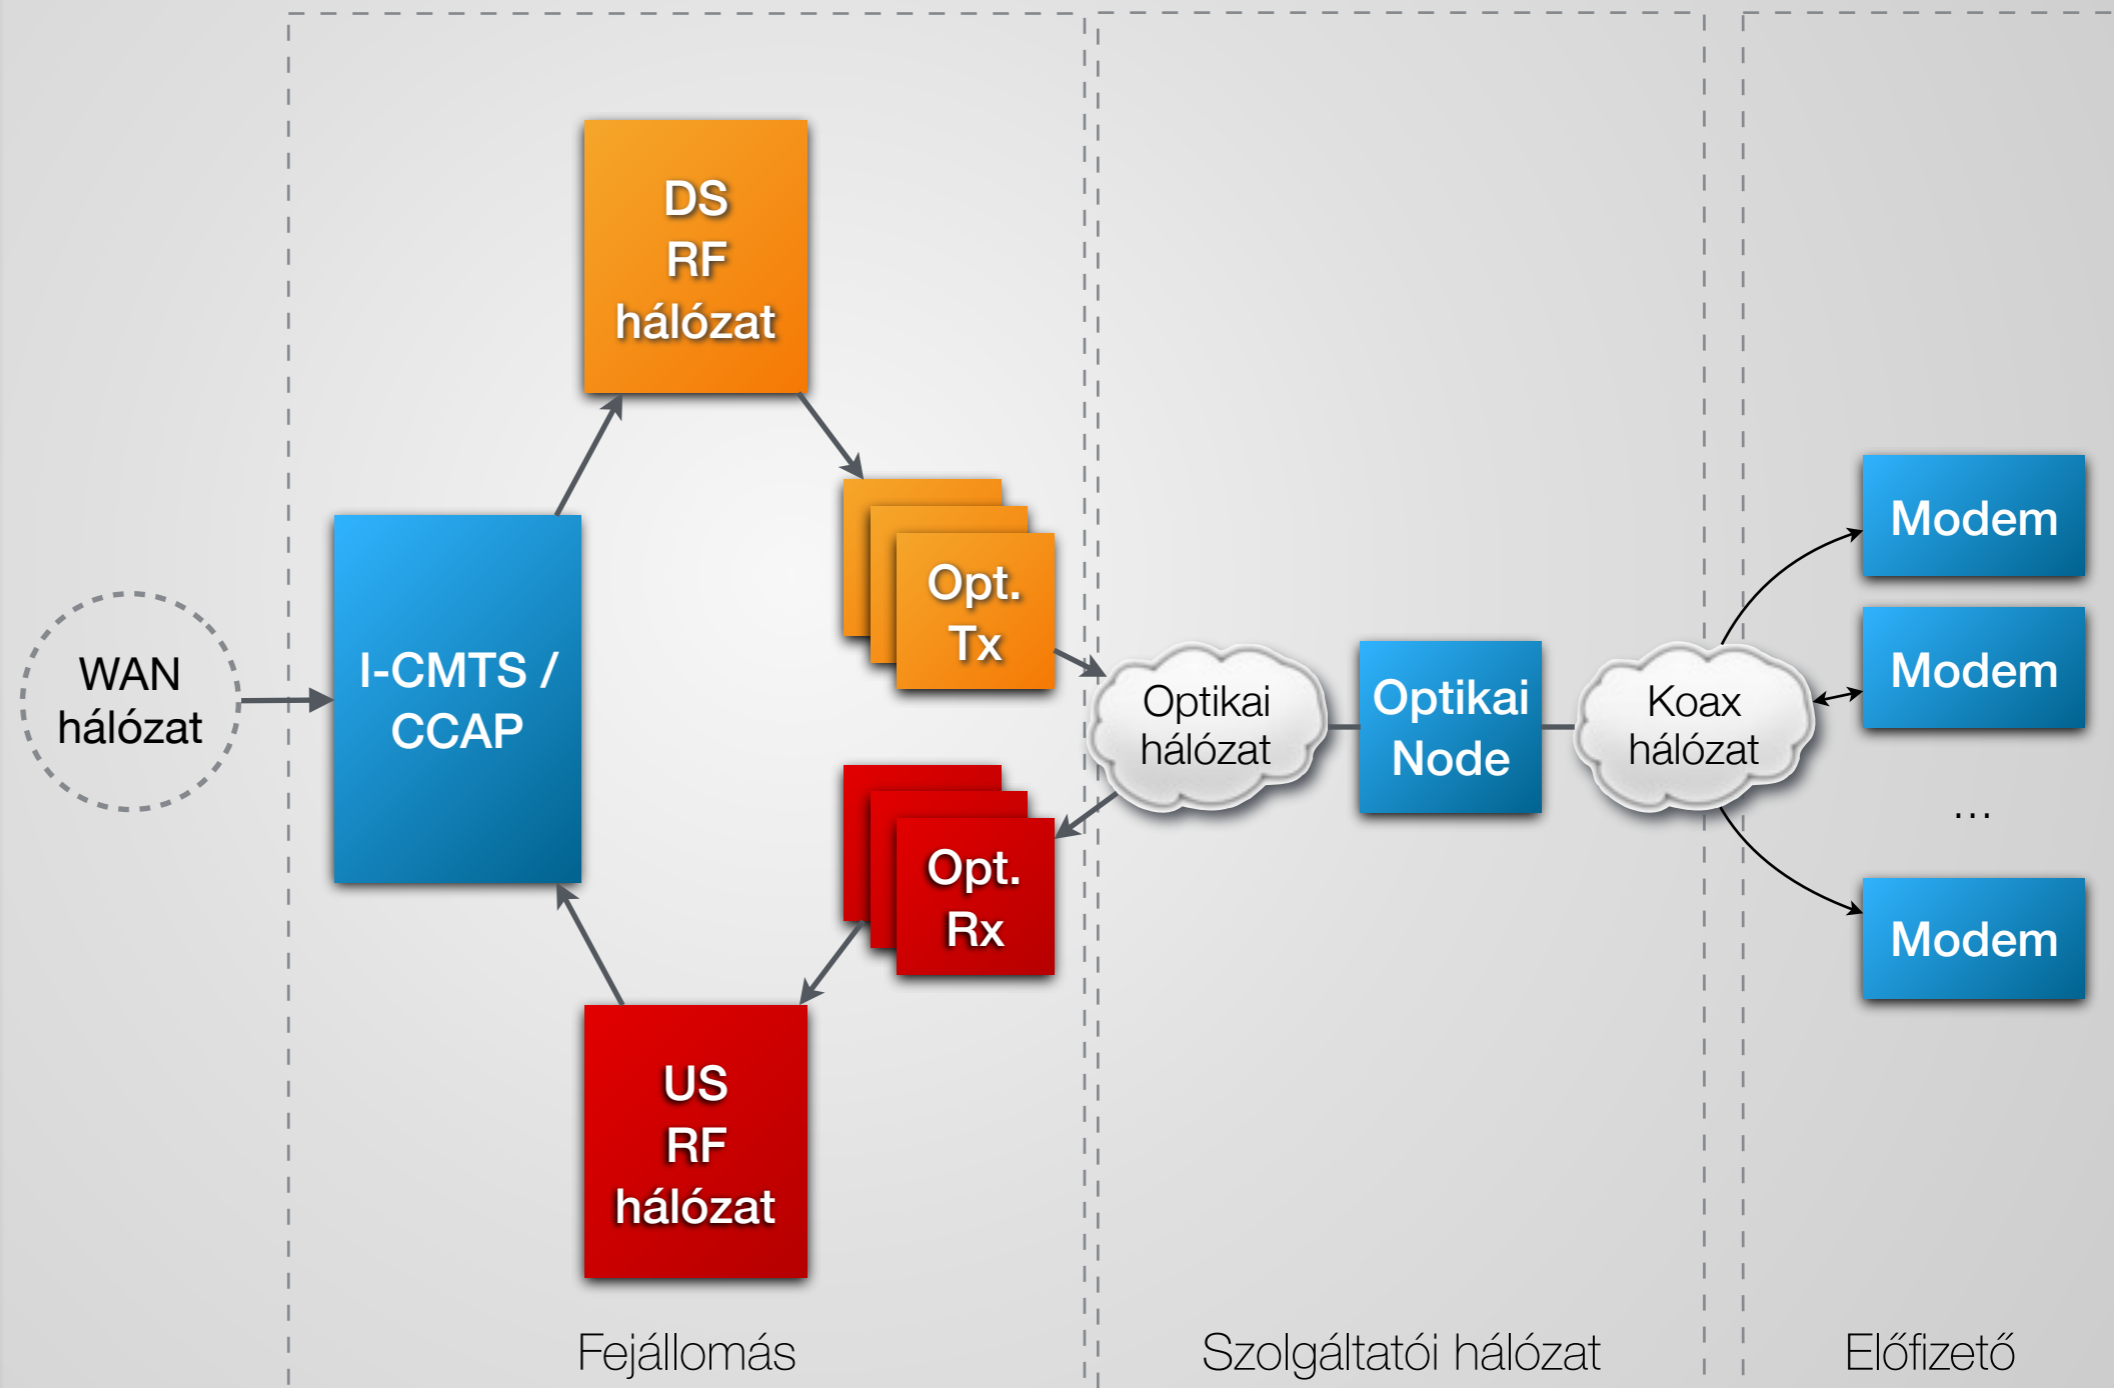 DS
RF
hálózat
Opt.
Tx
WAN
hálózat
I-CMTS /
CCAP
Optikai
hálózat
Optikai
Node
Koax
hálózat
Modem
Modem
...
Modem
Opt.
Rx
US
RF
hálózat
Fejállomás
Szolgáltatói hálózat
Előfizető